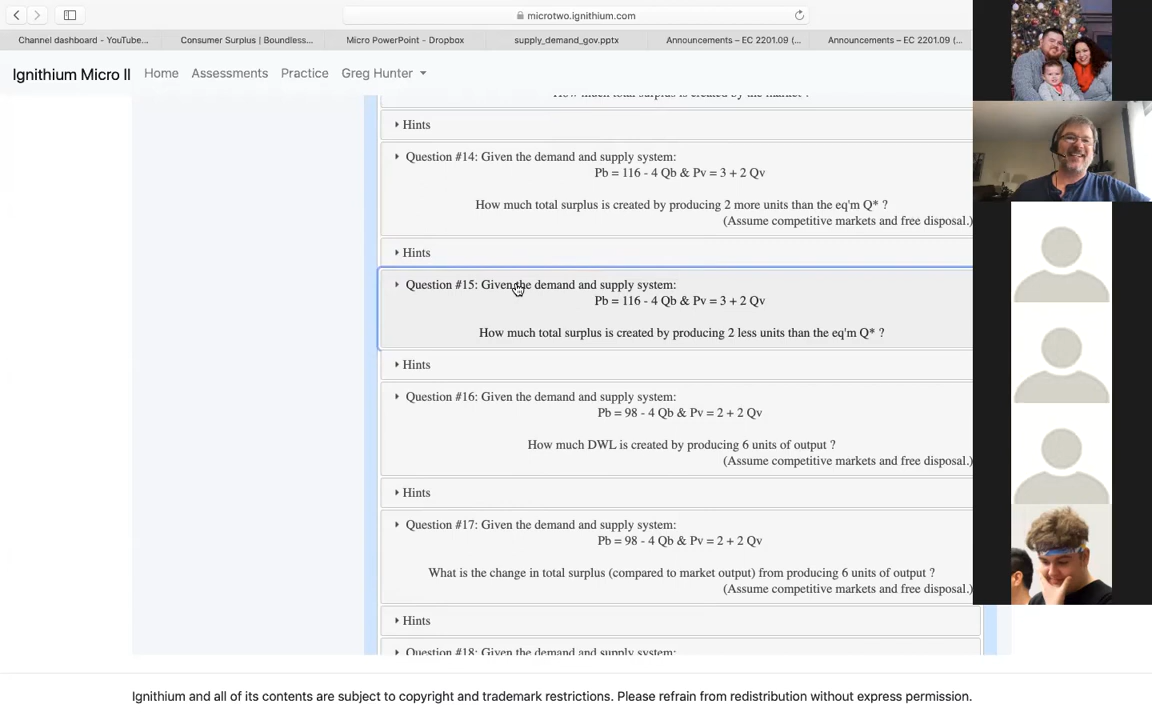 microtwo.ignithium.com
Channel dashboard - YouTube...
Consumer Surplus | Boundless...
Micro PowerPoint - Dropbox
supply_demand_gov.pptx
Announcements – EC 2201.09 (...
Announcements – EC 2201.09 (...
Ignithium Micro II
Home
Assessments
Practice
Greg Hunter
How much total surplus is created by the market ?
Hints
Question #14: Given the demand and supply system:
Pb = 116 - 4 Qb & Pv = 3 + 2 Qv
How much total surplus is created by producing 2 more units than the eq'm Q* ?
(Assume competitive markets and free disposal.)
Hints
Question #15: Given the demand and supply system:
Pb = 116 - 4 Qb & Pv = 3 + 2 Qv
How much total surplus is created by producing 2 less units than the eq'm Q* ?
Hints
Question #16: Given the demand and supply system:
Pb = 98 - 4 Qb & Pv = 2 + 2 Qv
How much DWL is created by producing 6 units of output ?
(Assume competitive markets and free disposal.)
Hints
Question #17: Given the demand and supply system:
Pb = 98 - 4 Qb & Pv = 2 + 2 Qv
What is the change in total surplus (compared to market output) from producing 6 units of output ?
(Assume competitive markets and free disposal.)
Hints
Question #18: Given the demand and supply system:
Ignithium and all of its contents are subject to copyright and trademark restrictions. Please refrain from redistribution without express permission.